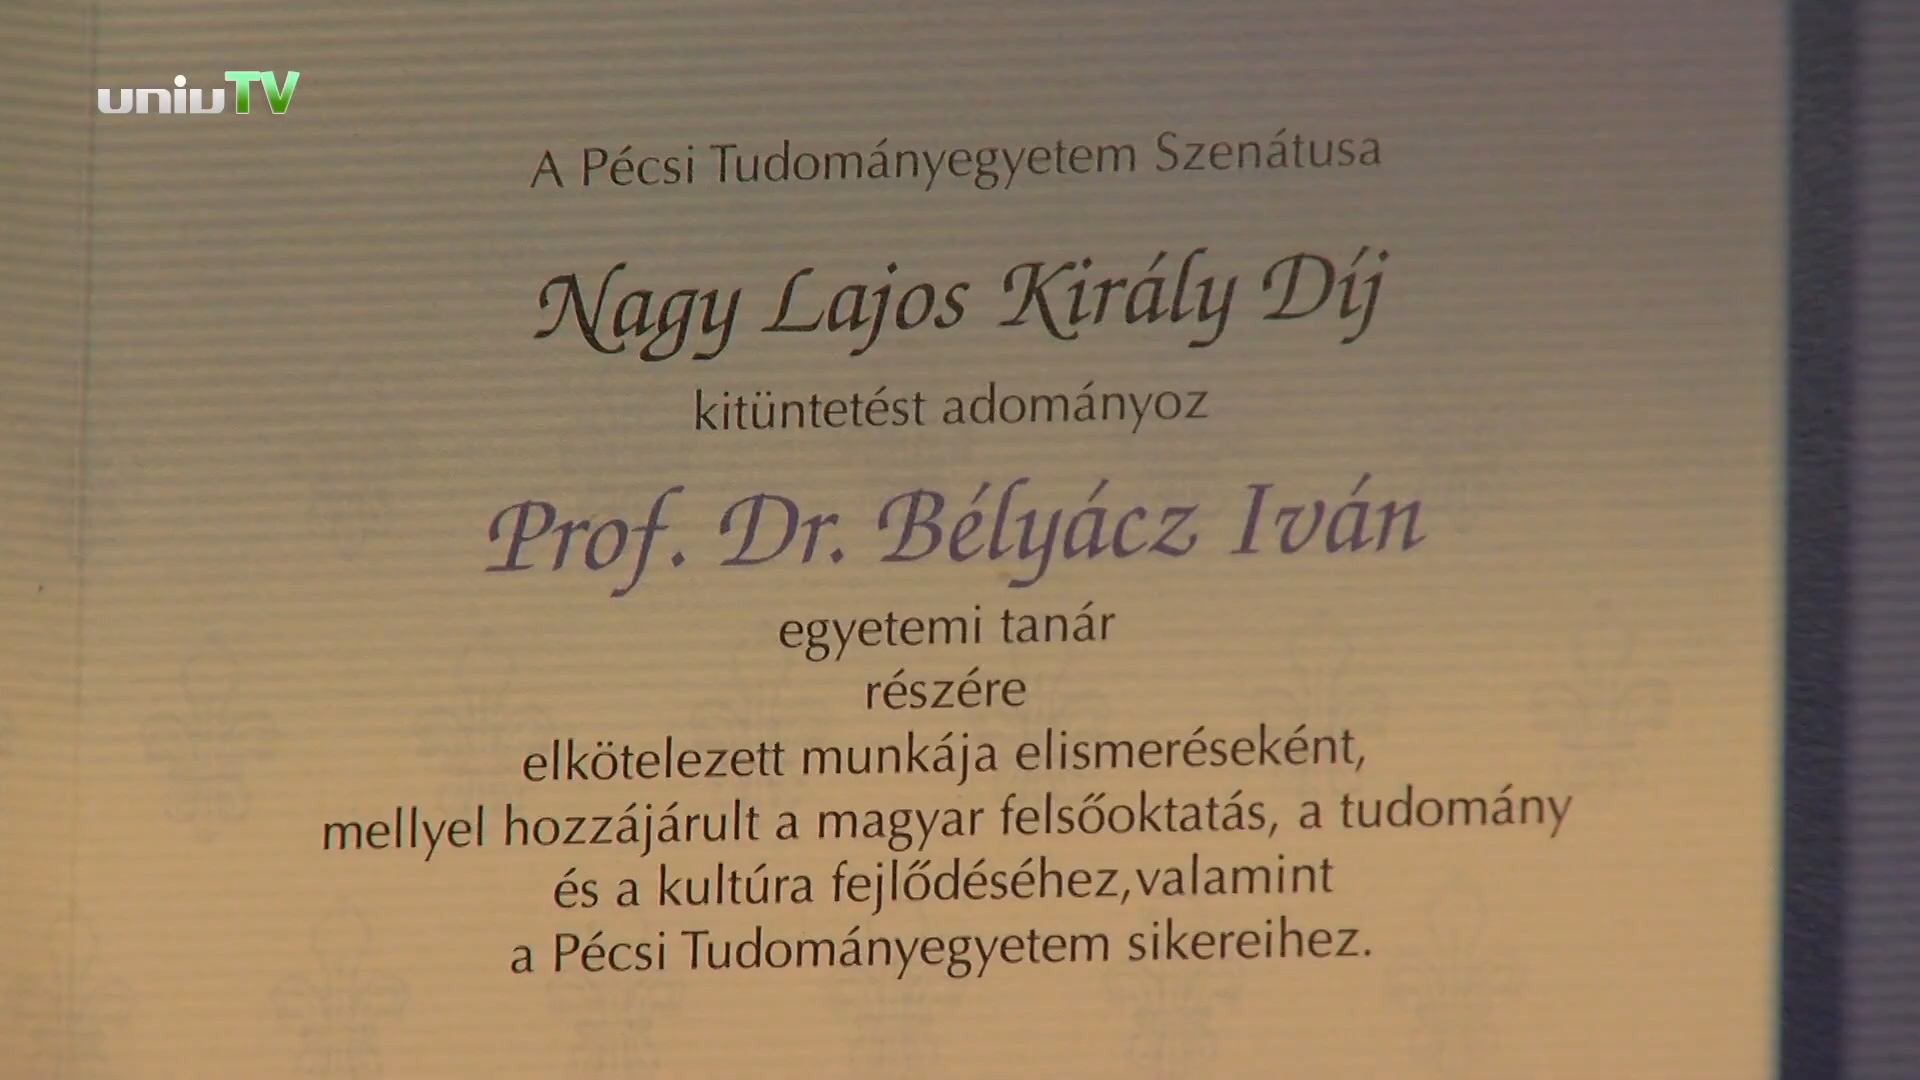 uniuTV
A Pécsi Tudományegyetem Szenátusa
Nagy Lajos Király Díj
kitüntetést adományoz
Prof. Dr. Bélyácz Iván
egyetemi tanár
részére
elkötelezett munkája elismeréseként,
mellyel hozzájárult a magyar felsőoktatás, a tudomány
és a kultúra fejlődéséhez,valamint
a Pécsi Tudományegyetem sikereihez.